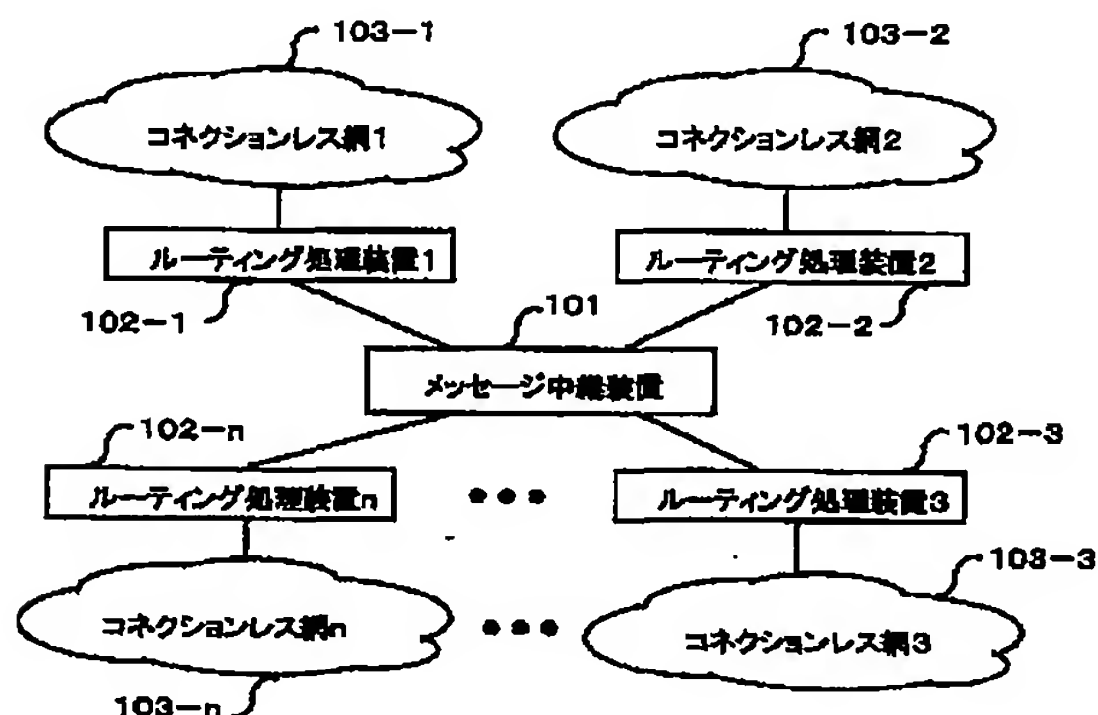 103-1
103-2
コネクションレス網1
コネクションレス網2
ルーティング処理装置1
ルーティング処理装置2
102-1
101
102-2
メッセージ中継装置
102-n
102-3
ルーティング処理装置n
ルーティング処理装置3
103-3
コネクションレス網n
コネクションレス網3
103-n